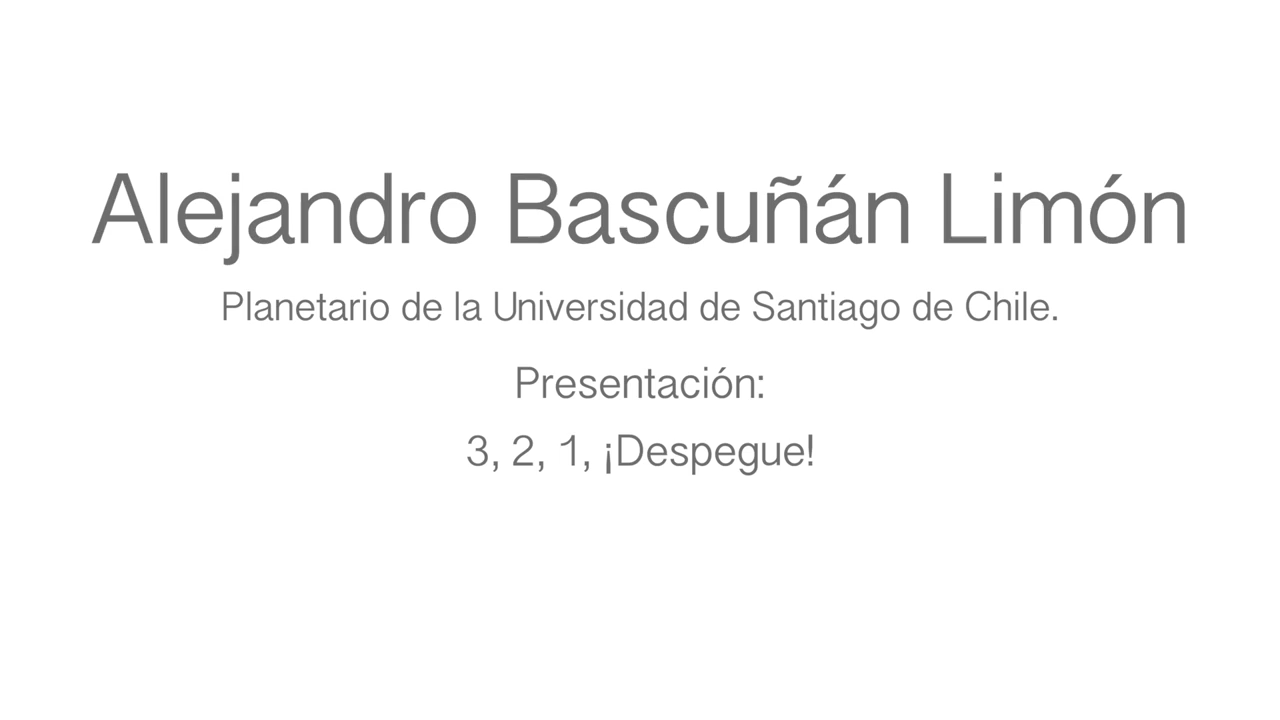 Alejandro Bascuñán Limón
Planetario de la Universidad de Santiago de Chile.
Presentación:
3, 2, 1, ¡Despegue!